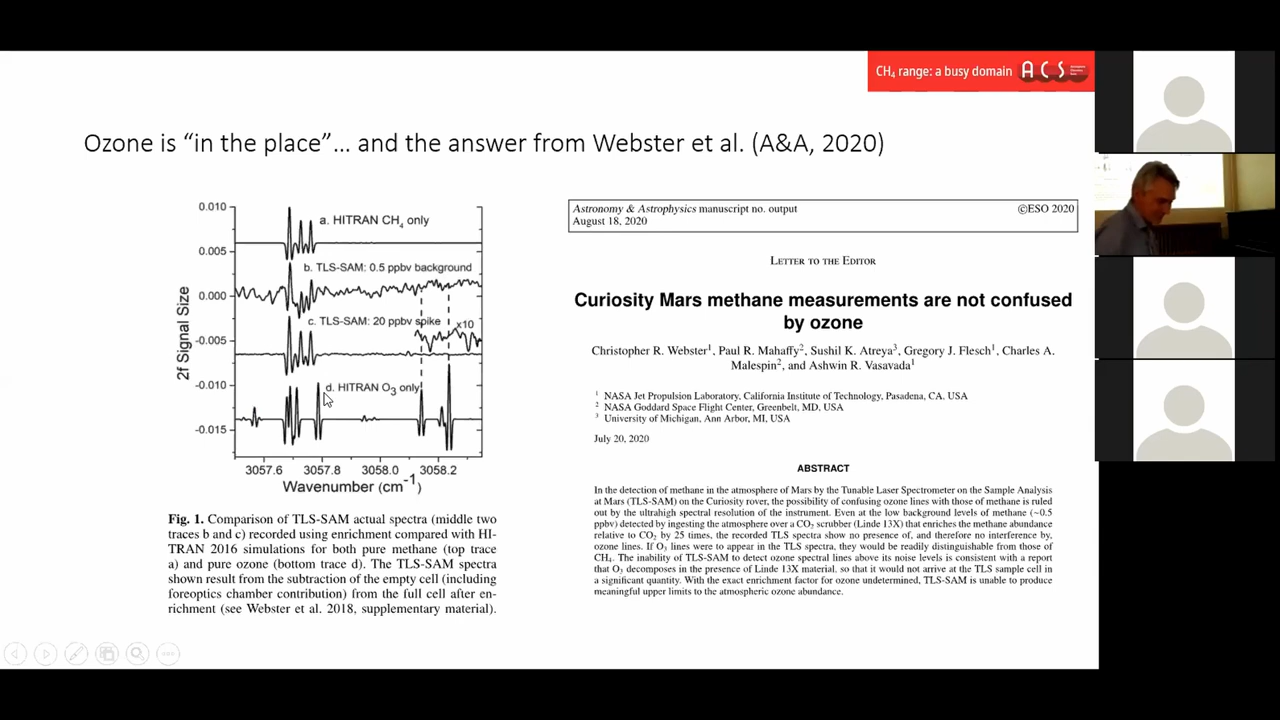 CH4 range: a busy domain ACS
Ozone is “in the place”... and the answer from Webster et al. (A&A, 2020)
0.010
0.005
0.000
-0.005
-0.010
-0.015
2f Signal Size
a. HITRAN CH4 only
b. TLS-SAM: 0.5 ppbv background
c. TLS-SAM: 20 ppbv spike
x10
d. HITRAN O3 only
3057.6 3057.8 3058.0 3058.2
Wavenumber (cm-1)
Fig. 1. Comparison of TLS-SAM actual spectra (middle two
traces b and c) recorded using enrichment compared with HI-
TRAN 2016 simulations for both pure methane (top trace
a) and pure ozone (bottom trace d). The TLS-SAM spectra
shown result from the subtraction of the empty cell (including
foreoptics chamber contribution) from the full cell after en-
richment (see Webster et al. 2018, supplementary material).
Astronomy & Astrophysics manuscript no. output ©ESO 2020
August 18, 2020
Letter to the Editor
Curiosity Mars methane measurements are not confused
by ozone
Christopher R. Webster1, Paul R. Mahaffy2, Sushil K. Atreya3, Gregory J. Flesch1, Charles A.
Malespin2, and Ashwin R. Vasavada1
1 NASA Jet Propulsion Laboratory, California Institute of Technology, Pasadena, CA. USA
2 NASA Goddard Space Flight Center, Greenbelt, MD, USA
3 University of Michigan, Ann Arbor, MI, USA
July 20, 2020
ABSTRACT
In the detection of methane in the atmosphere of Mars by the Tunable Laser Spectrometer on the Sample Analysis
at Mars (TLS-SAM) on the Curiosity rover, the possibility of confusing ozone lines with those of methane is ruled
out by the ultrahigh spectral resolution of the instrument. Even at the low background levels of methane (~0.5
ppbv) detected by ingesting the atmosphere over a CO2 scrubber (Linde 13X) that enriches the methane abundance
relative to CO2 by 25 times, the recorded TLS spectra show no presence of, and therefore no interference by,
ozone lines. If O3 lines were to appear in the TLS spectra, they would be readily distinguishable from those of
CH4. The inability of TLS-SAM to detect ozone spectral lines above its noise levels is consistent with a report
that O3 decomposes in the presence of Linde 13X material, so that it would not arrive at the TLS sample cell in
a significant quantity. With the exact enrichment factor for ozone undetermined, TLS-SAM is unable to produce
meaningful upper limits to the atmospheric ozone abundance.